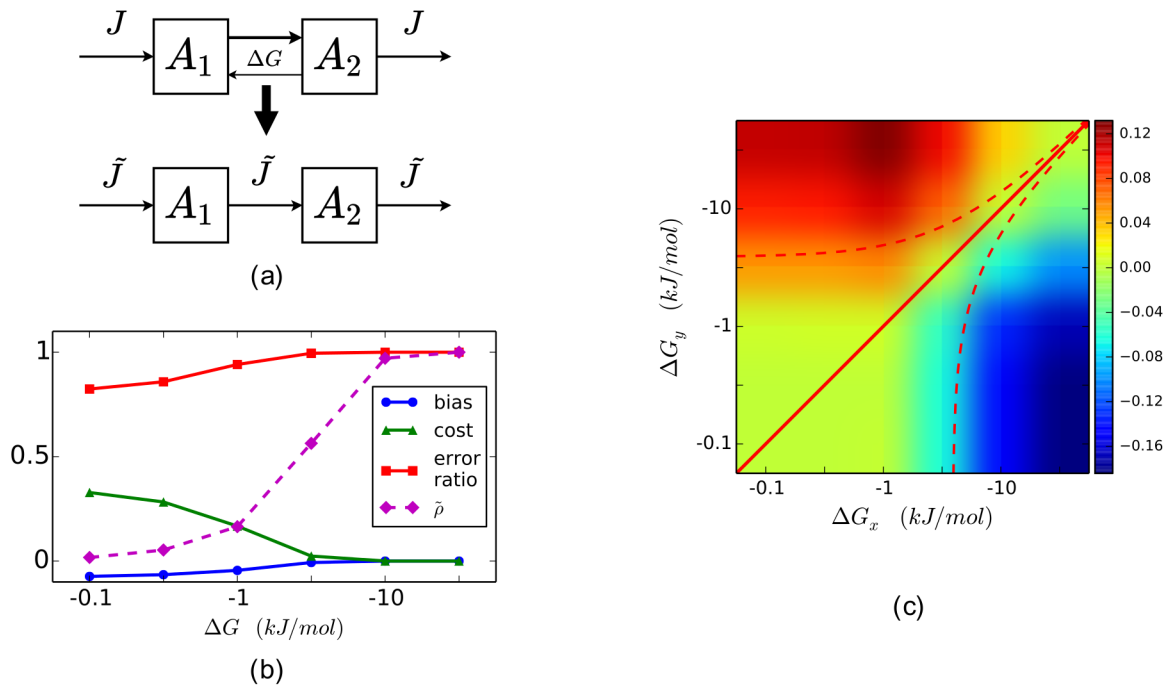 J
J
A₁
ΔG
A₂
J̃
J̃
J̃
A₁
A₂
(a)
1
0.5
0
bias
cost
error
ratio
ρ̃
-0.1
-1
-10
ΔG (kJ/mol)
(b)
-10
-1
-0.1
ΔG_y (kJ/mol)
-0.1
-1
-10
ΔG_x (kJ/mol)
0.12
0.08
0.04
0.00
−0.04
−0.08
−0.12
−0.16
(c)